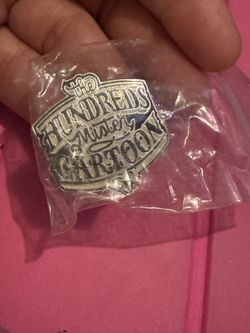 the
HUNDREDS
Mister
CARTOON